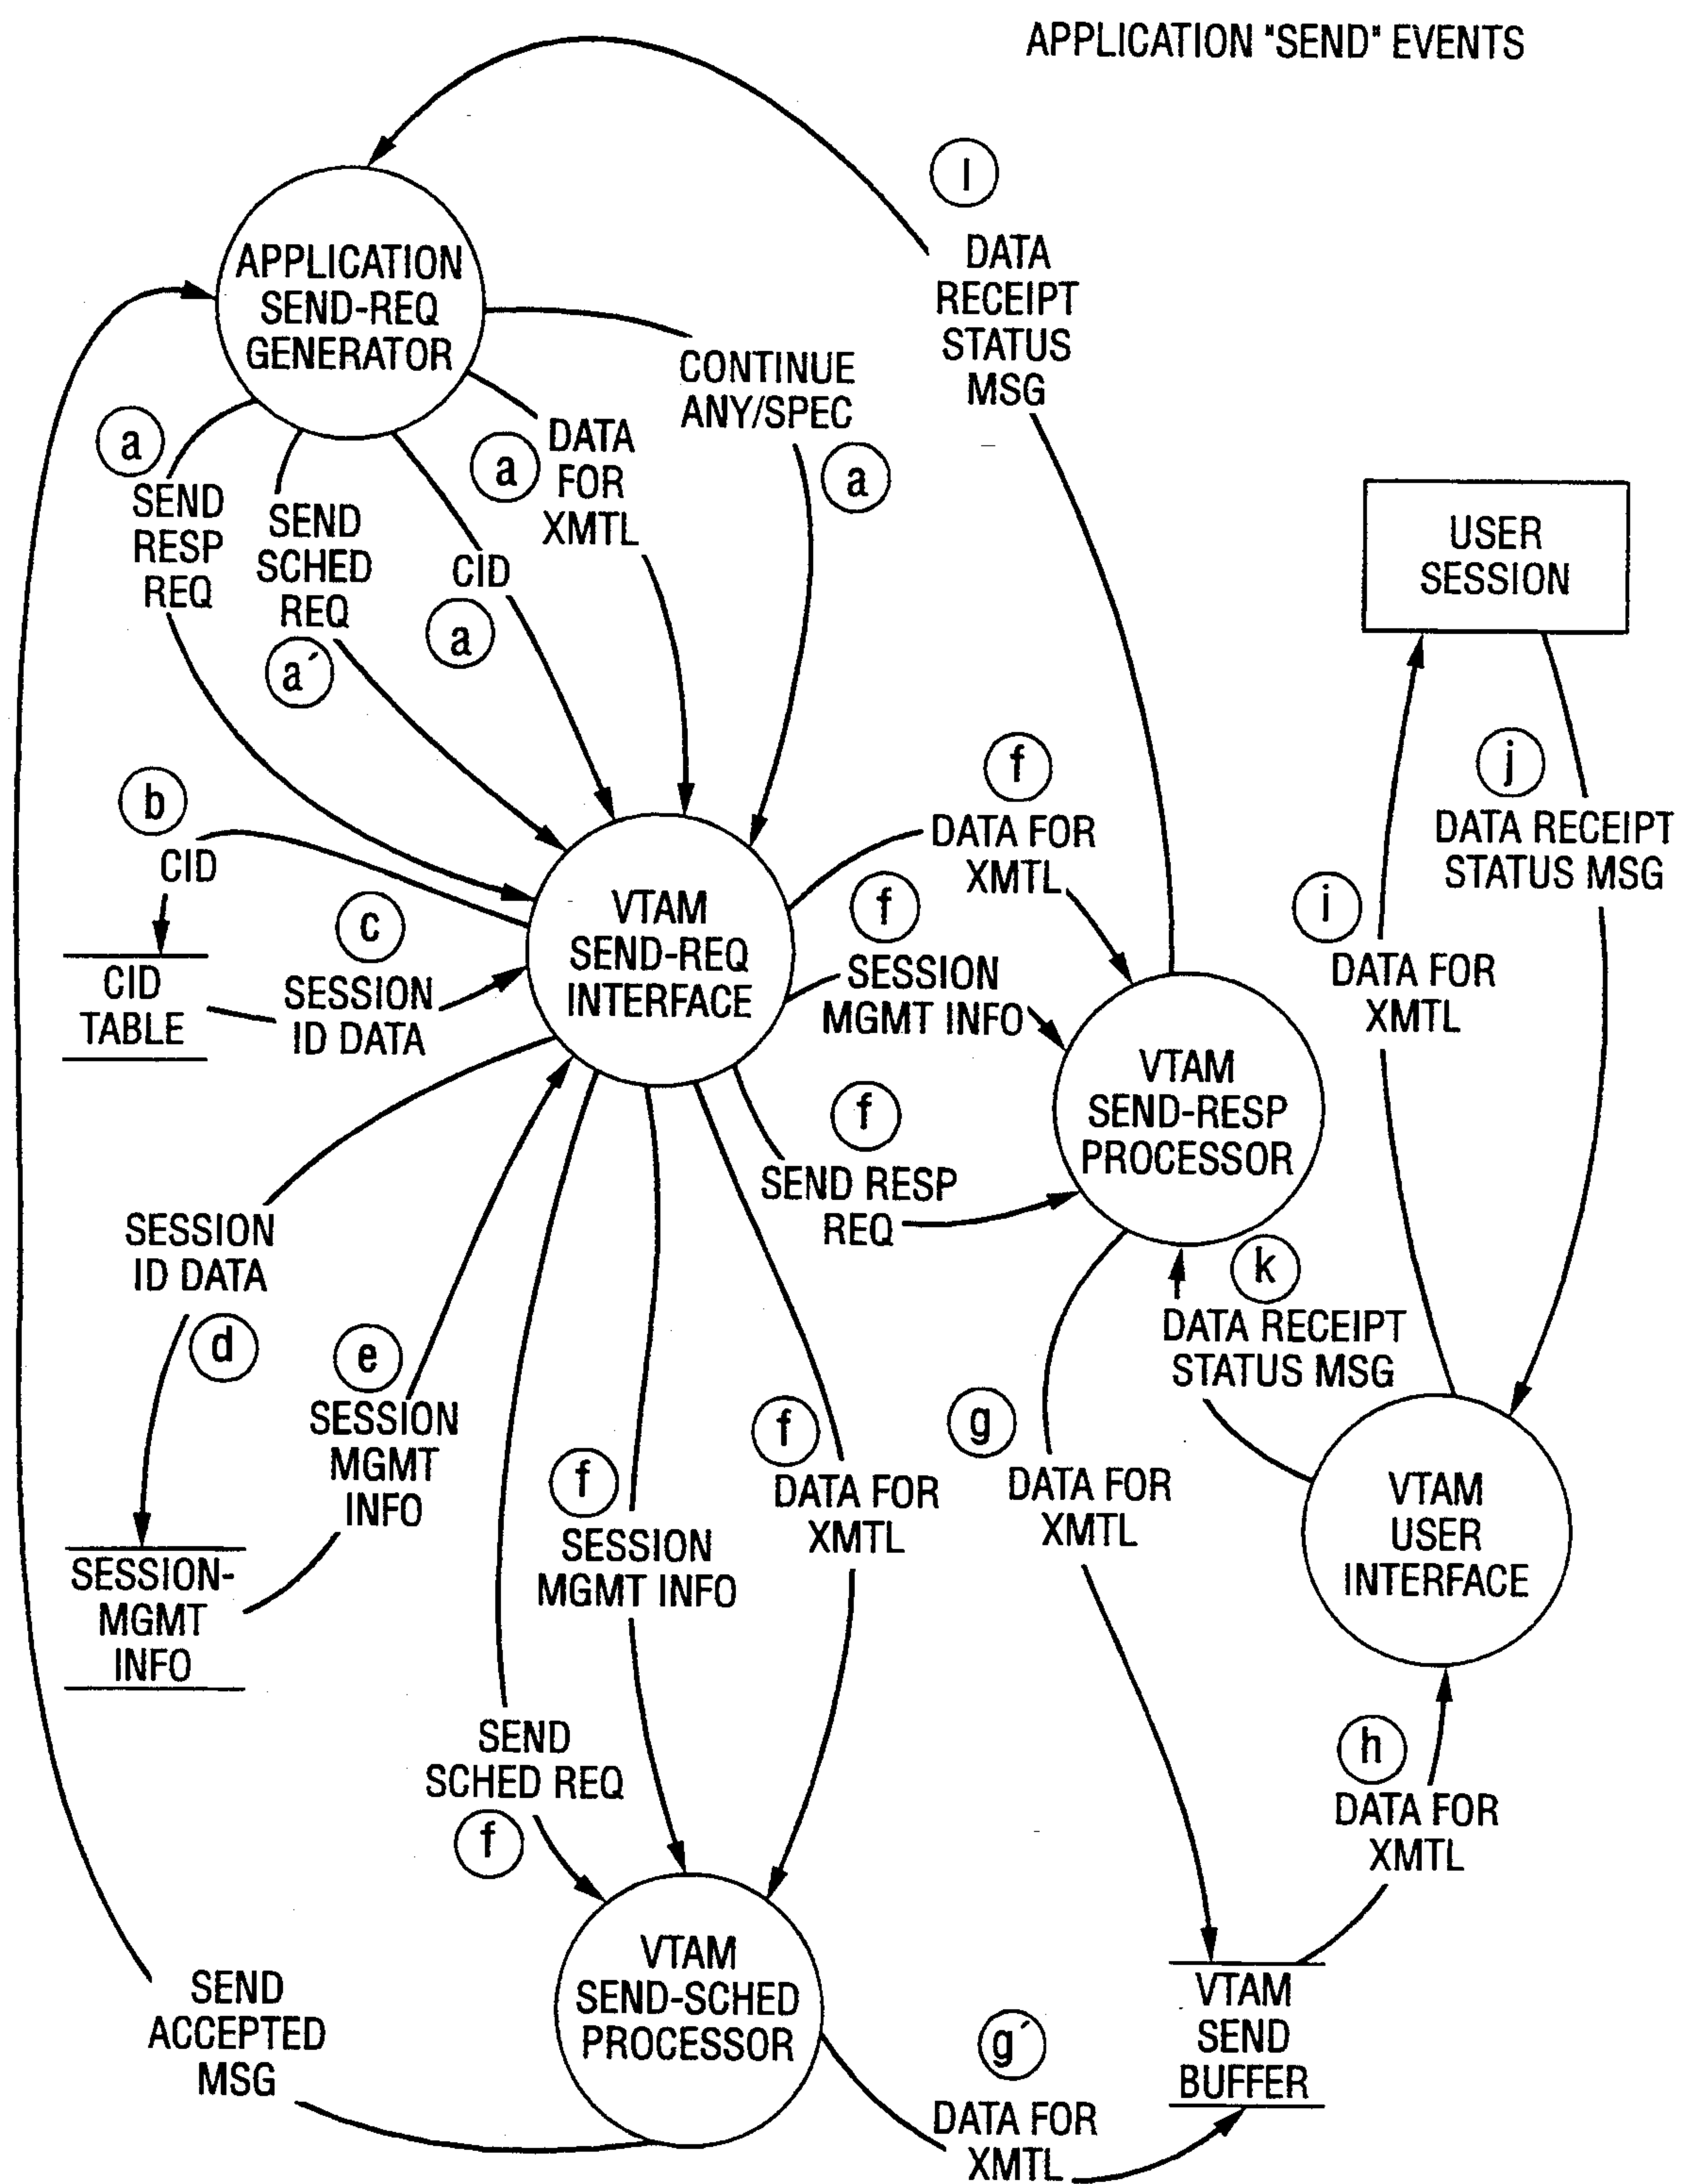 APPLICATION "SEND" EVENTS
l
DATA
RECEIPT
STATUS
MSG
APPLICATION
SEND-REQ
GENERATOR
CONTINUE
ANY/SPEC
a
a
SEND
RESP
REQ
SEND
SCHED
REQ
a´
CID
a
a
DATA
FOR
XMTL
USER
SESSION
j
DATA RECEIPT
STATUS MSG
i
DATA FOR
XMTL
b
CID
CID
TABLE
c
SESSION
ID DATA
VTAM
SEND-REQ
INTERFACE
f
DATA FOR
XMTL
f
SESSION
MGMT INFO
f
SEND RESP
REQ
VTAM
SEND-RESP
PROCESSOR
k
DATA RECEIPT
STATUS MSG
SESSION
ID DATA
d
e
SESSION
MGMT
INFO
SESSION-
MGMT
INFO
f
SESSION
MGMT INFO
f
DATA FOR
XMTL
g
DATA FOR
XMTL
VTAM
USER
INTERFACE
SEND
SCHED REQ
f
h
DATA FOR
XMTL
VTAM
SEND-SCHED
PROCESSOR
SEND
ACCEPTED
MSG
g´
DATA FOR
XMTL
VTAM
SEND
BUFFER